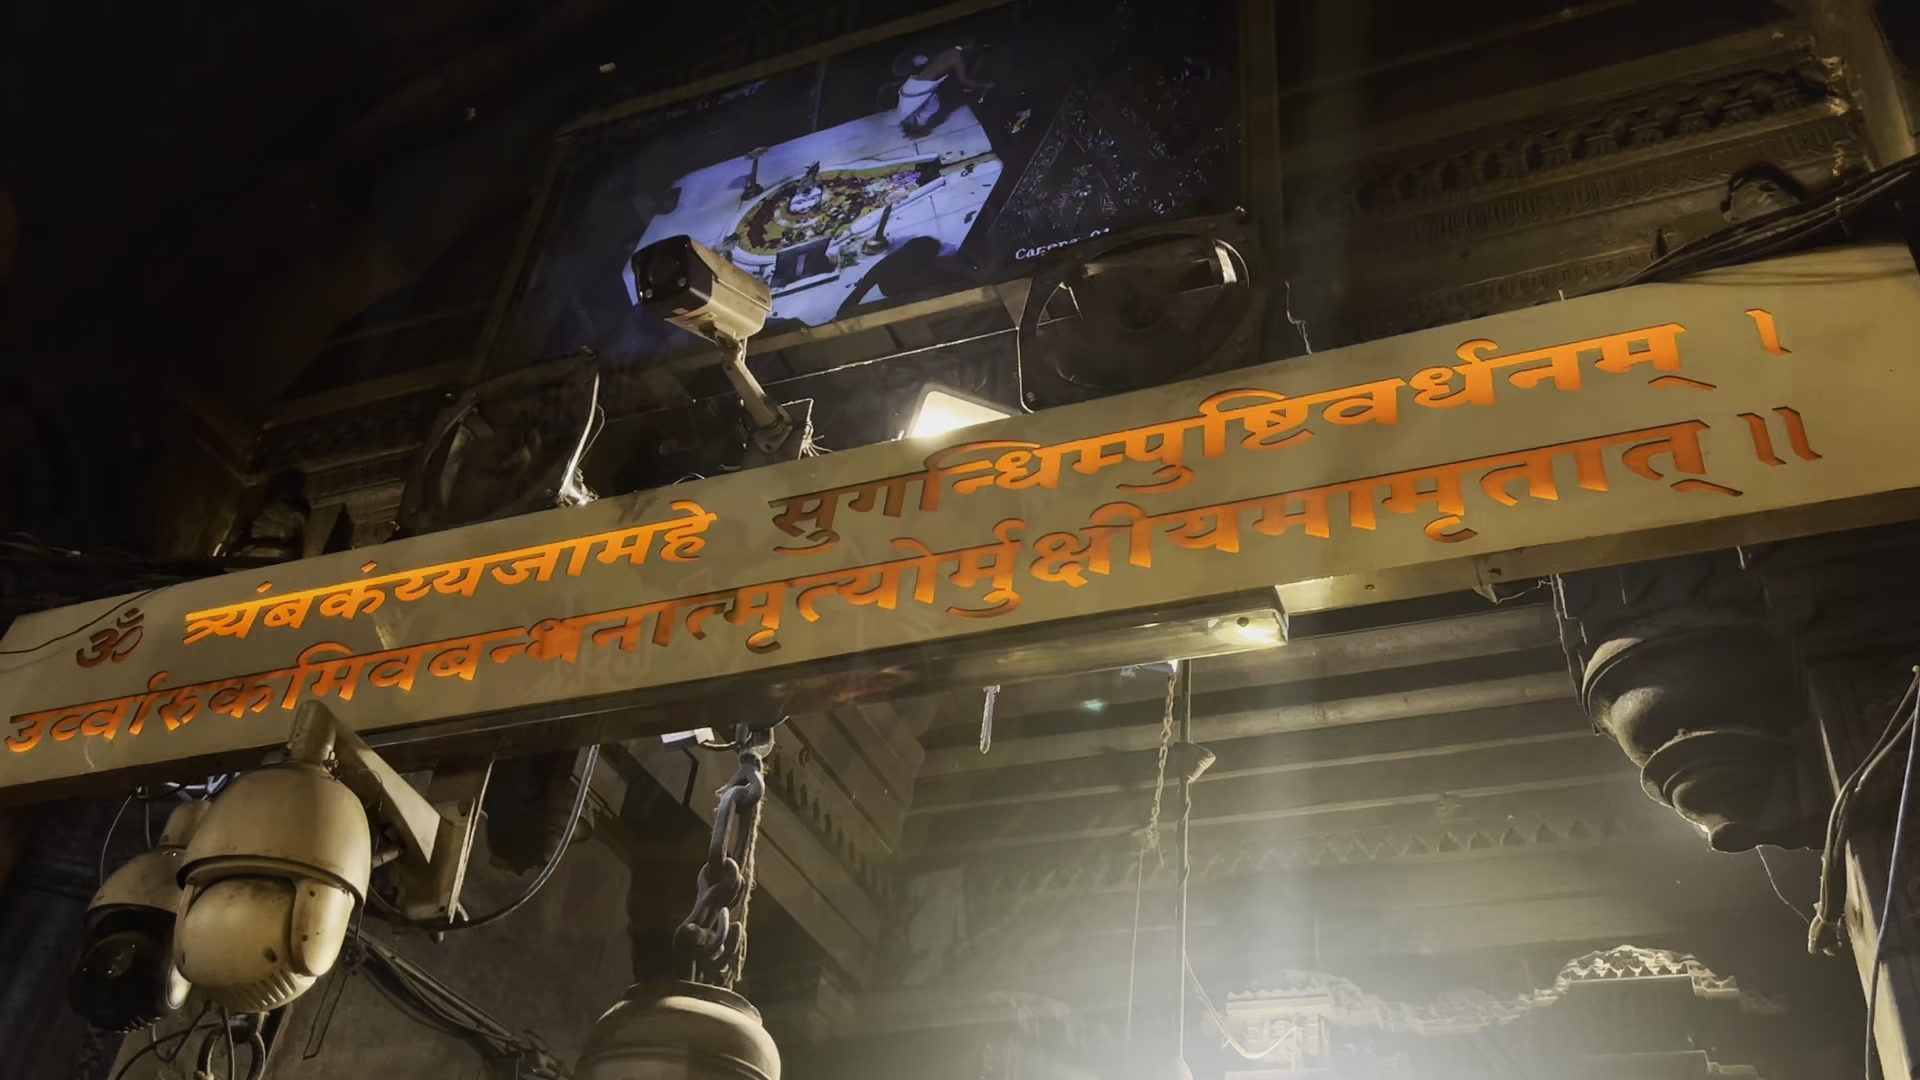 ॐ त्र्यंबकंय्यजामहे सुगन्धिम्पुष्टिवर्धनम् ।
उर्व्वारुकमिवबन्धनात्मृत्योर्मुक्षीयमामृतात् ॥